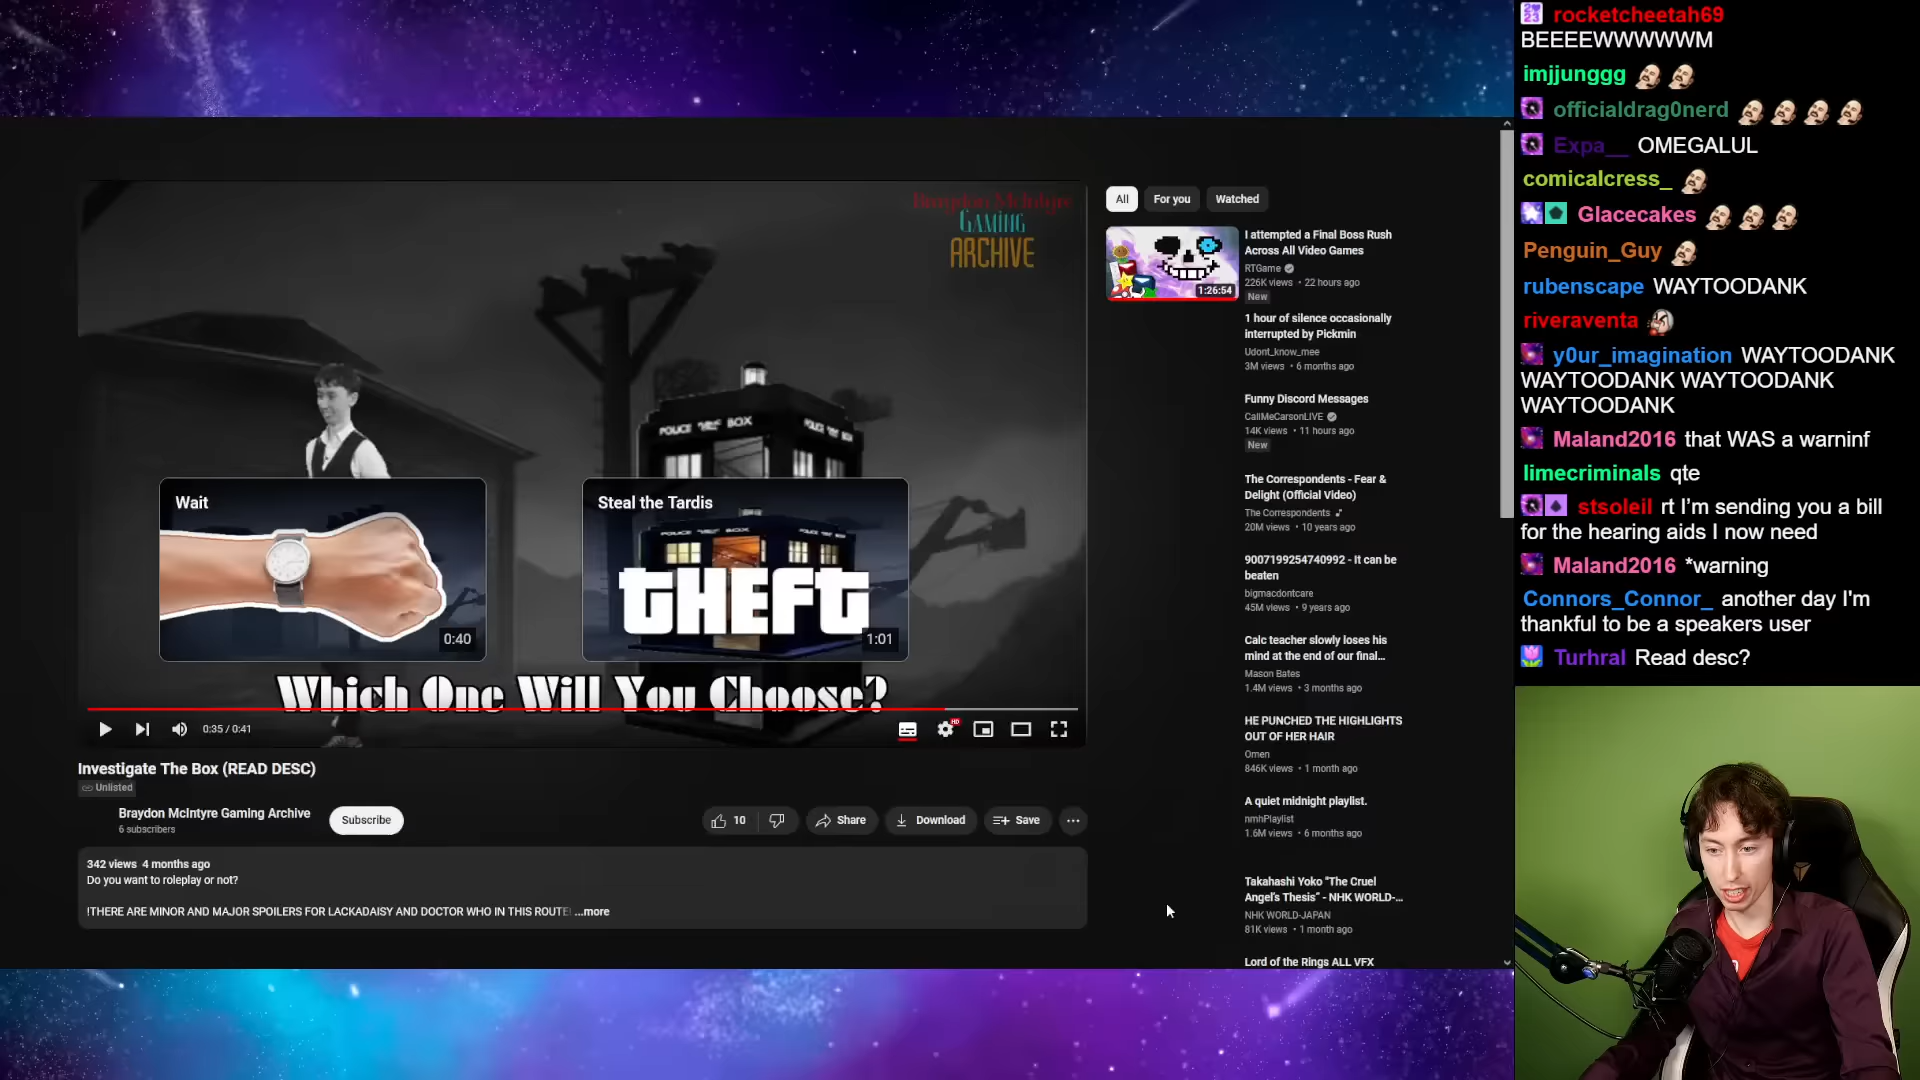 Braydon McIntyre
GAMING
ARCHIVE
POLICE BOX
Wait
0:40
Steal the Tardis
THEFT
1:01
Which One Will You Choose?
0:35 / 0:41
HD
Investigate The Box (READ DESC)
Unlisted
Braydon McIntyre Gaming Archive
6 subscribers
Subscribe
10
Share
Download
Save
342 views 4 months ago
Do you want to roleplay or not?
!THERE ARE MINOR AND MAJOR SPOILERS FOR LACKADAISY AND DOCTOR WHO IN THIS ROUTE! ...more
All
For you
Watched
1:26:54
I attempted a Final Boss Rush
Across All Video Games
RTGame
226K views • 22 hours ago
New
1 hour of silence occasionally
interrupted by Pickmin
Udont_know_mee
3M views • 6 months ago
Funny Discord Messages
CallMeCarsonLIVE
14K views • 11 hours ago
New
The Correspondents - Fear &
Delight (Official Video)
The Correspondents
20M views • 10 years ago
9007199254740992 - It can be
beaten
bigmacdontcare
45M views • 9 years ago
Calc teacher slowly loses his
mind at the end of our final...
Mason Bates
1.4M views • 3 months ago
HE PUNCHED THE HIGHLIGHTS
OUT OF HER HAIR
Omen
846K views • 1 month ago
A quiet midnight playlist.
nmhPlaylist
1.6M views • 6 months ago
Takahashi Yoko "The Cruel
Angel's Thesis" - NHK WORLD-...
NHK WORLD-JAPAN
81K views • 1 month ago
Lord of the Rings ALL VFX
rocketcheetah69
BEEEEWWWWWM
imjjunggg
officialdrag0nerd
Expa__ OMEGALUL
comicalcress_
Glacecakes
Penguin_Guy
rubenscape WAYTOODANK
riveraventa
y0ur_imagination WAYTOODANK
WAYTOODANK WAYTOODANK
WAYTOODANK
Maland2016 that WAS a warninf
limecriminals qte
stsoleil rt I'm sending you a bill
for the hearing aids I now need
Maland2016 *warning
Connors_Connor_ another day I'm
thankful to be a speakers user
Turhral Read desc?